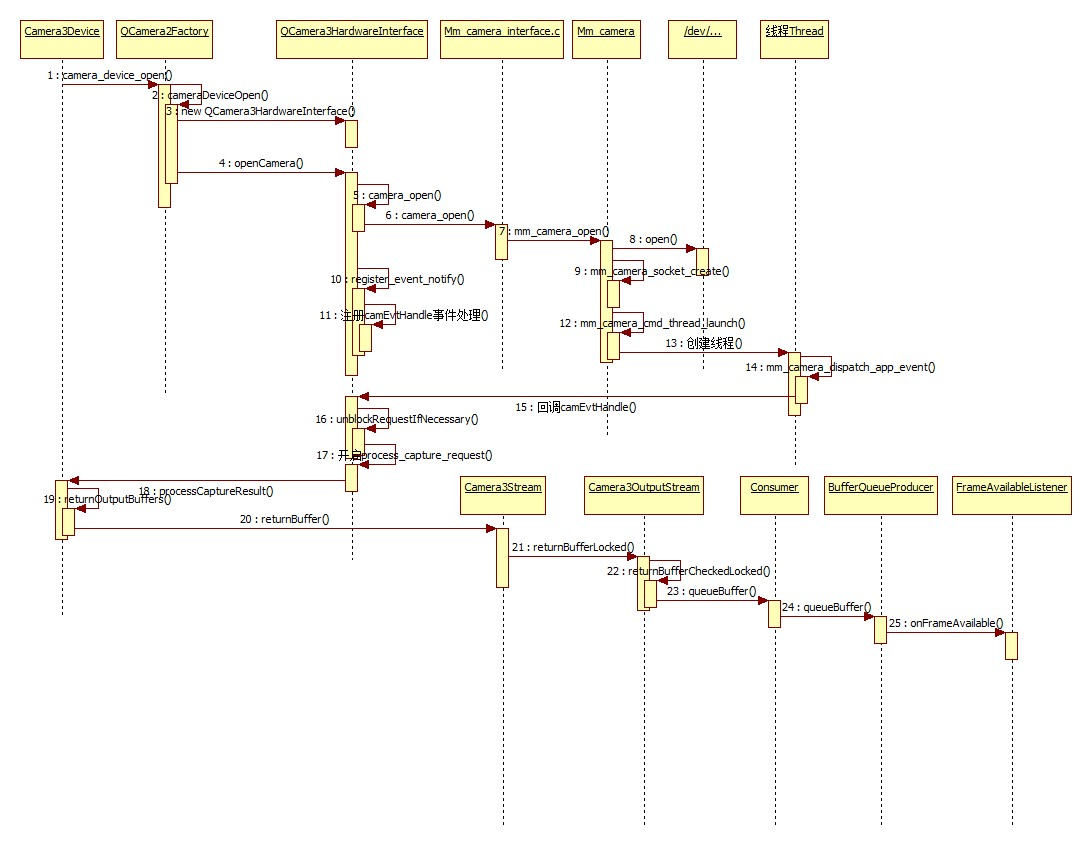 Camera3Device
QCamera2Factory
QCamera3HardwareInterface
Mm_camera_interface.c
Mm_camera
/dev/...
线程Thread
1 : camera_device_open()
2 : cameraDeviceOpen()
3 : new QCamera3HardwareInterface()
4 : openCamera()
5 : camera_open()
6 : camera_open()
7 : mm_camera_open()
8 : open()
9 : mm_camera_socket_create()
10 : register_event_notify()
11 : 注册camEvtHandle事件处理()
12 : mm_camera_cmd_thread_launch()
13 : 创建线程()
14 : mm_camera_dispatch_app_event()
15 : 回调camEvtHandle()
16 : unblockRequestIfNecessary()
17 : 开启process_capture_request()
18 : processCaptureResult()
Camera3Stream
Camera3OutputStream
Consumer
BufferQueueProducer
FrameAvailableListener
19 : returnOutputBuffers()
20 : returnBuffer()
21 : returnBufferLocked()
22 : returnBufferCheckedLocked()
23 : queueBuffer()
24 : queueBuffer()
25 : onFrameAvailable()